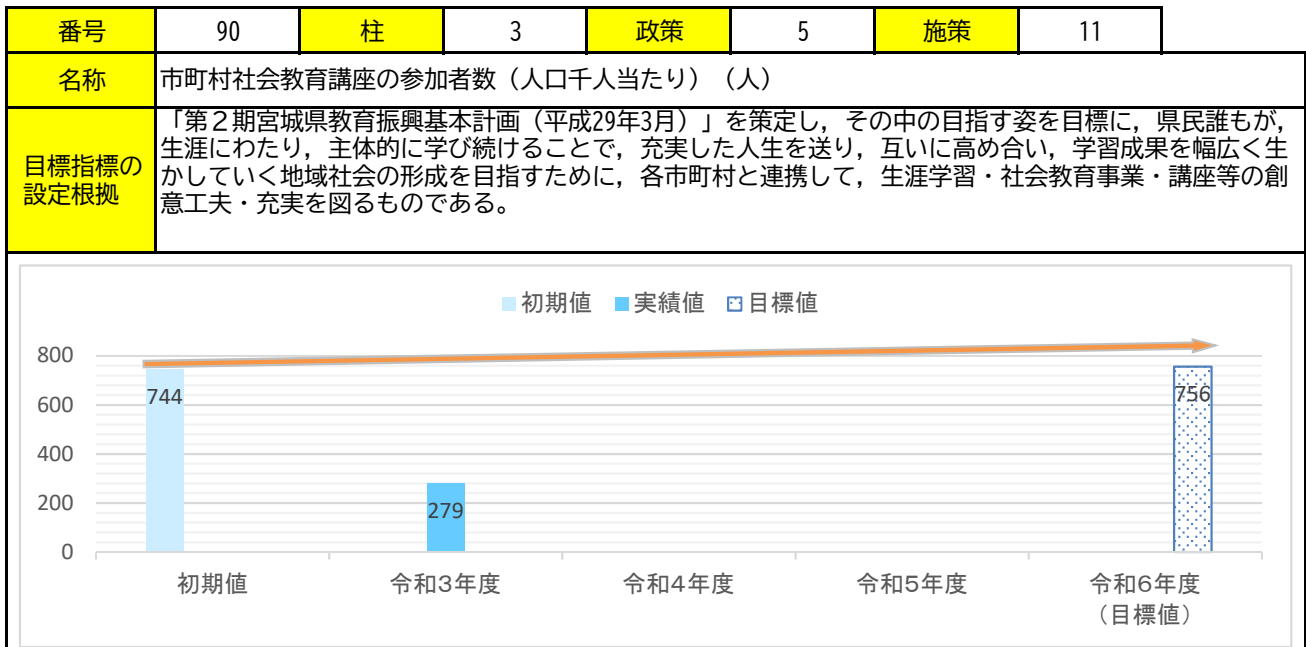 番号 90 柱 3 政策 5 施策 11
名称 市町村社会教育講座の参加者数（人口千人当たり）（人）
目標指標の
設定根拠
「第２期宮城県教育振興基本計画（平成29年3月）」を策定し，その中の目指す姿を目標に，県民誰もが，
生涯にわたり，主体的に学び続けることで，充実した人生を送り，互いに高め合い，学習成果を幅広く生
かしていく地域社会の形成を目指すために，各市町村と連携して，生涯学習・社会教育事業・講座等の創
意工夫・充実を図るものである。
初期値 実績値 目標値
800
600
400
200
0
744
279
756
初期値 令和３年度 令和４年度 令和５年度 令和６年度
（目標値）